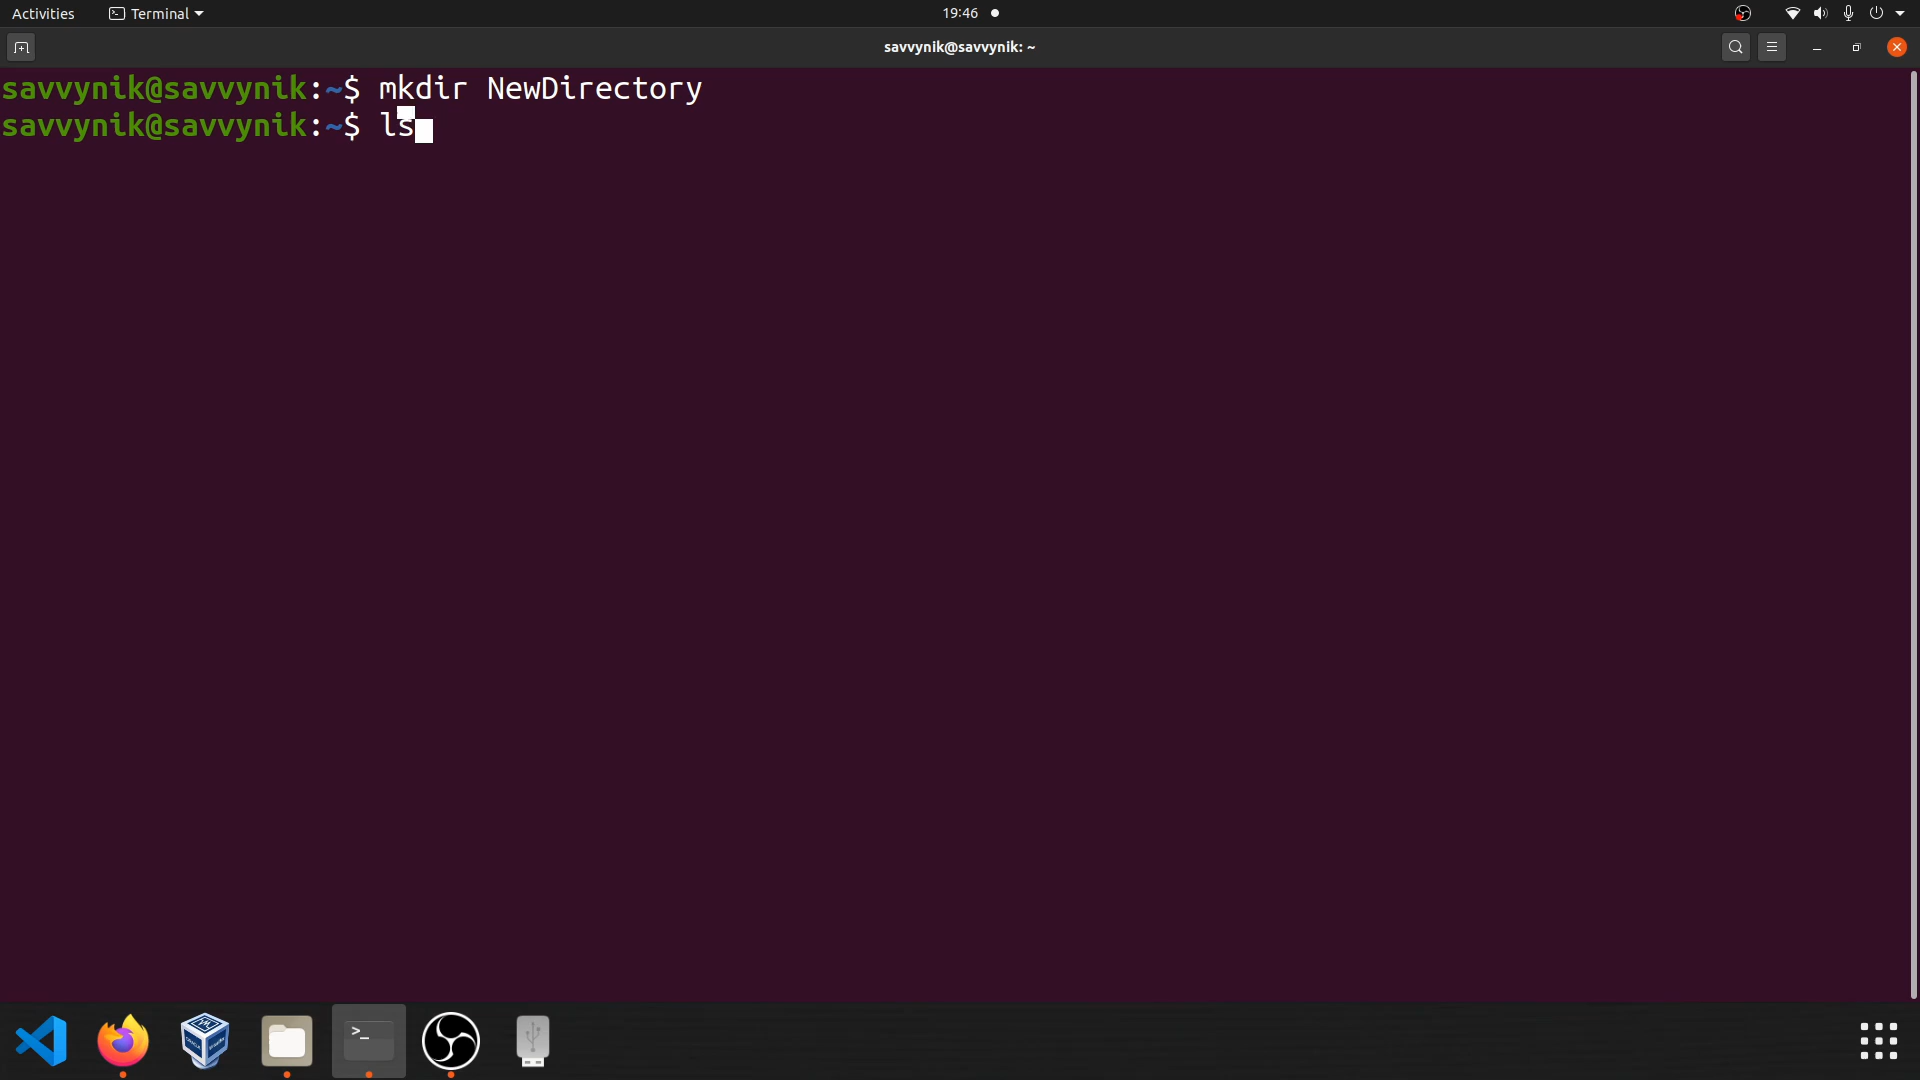 Activities Terminal 19:46
savvynik@savvynik: ~
savvynik@savvynik:~$ mkdir NewDirectory
savvynik@savvynik:~$ ls
>_